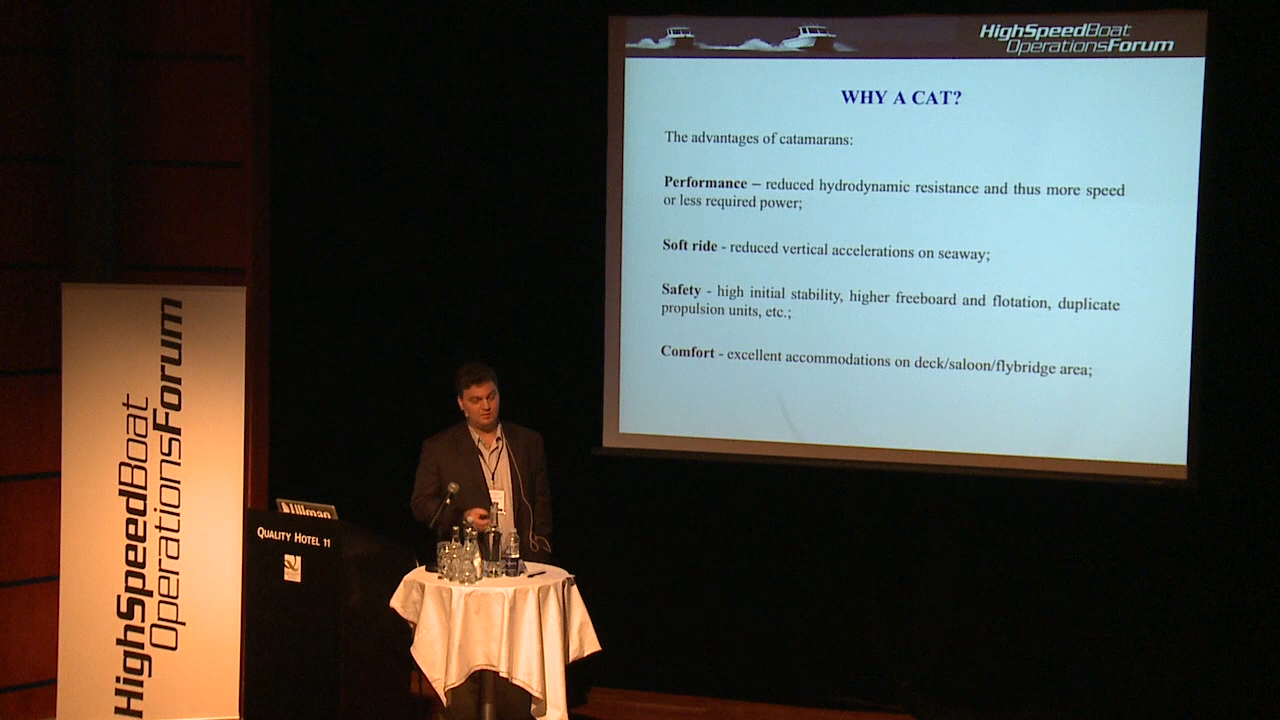 HighSpeedBoat
OperationsForum
WHY A CAT?
The advantages of catamarans:
Performance – reduced hydrodynamic resistance and thus more speed
or less required power;
Soft ride - reduced vertical accelerations on seaway;
Safety - high initial stability, higher freeboard and flotation, duplicate
propulsion units, etc.;
Comfort - excellent accommodations on deck/saloon/flybridge area;
HighSpeedBoat
OperationsForum
Ullman
QUALITY HOTEL 11